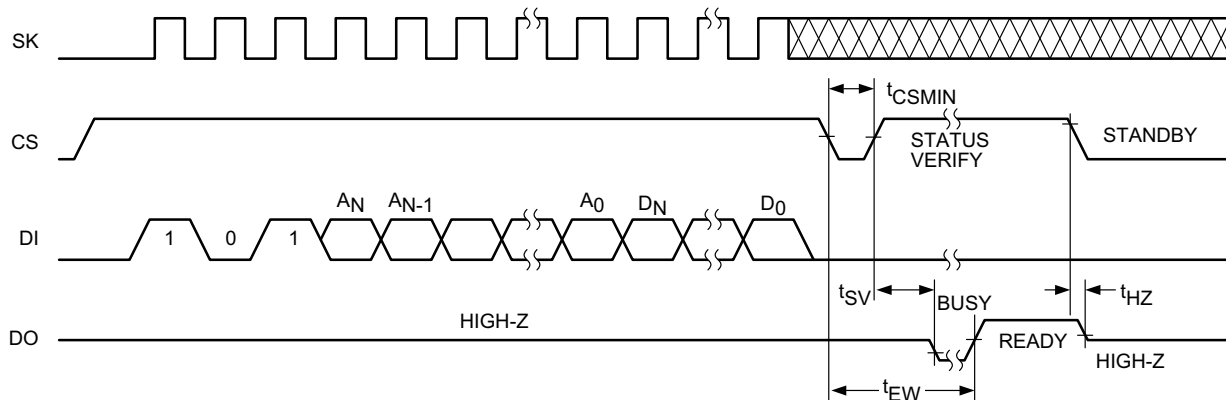 SK
CS
tCSMIN
STATUS
VERIFY
STANDBY
DI
1 0 1 AN AN-1 A0 DN D0
tSV
BUSY
tHZ
DO
HIGH-Z
READY
HIGH-Z
tEW